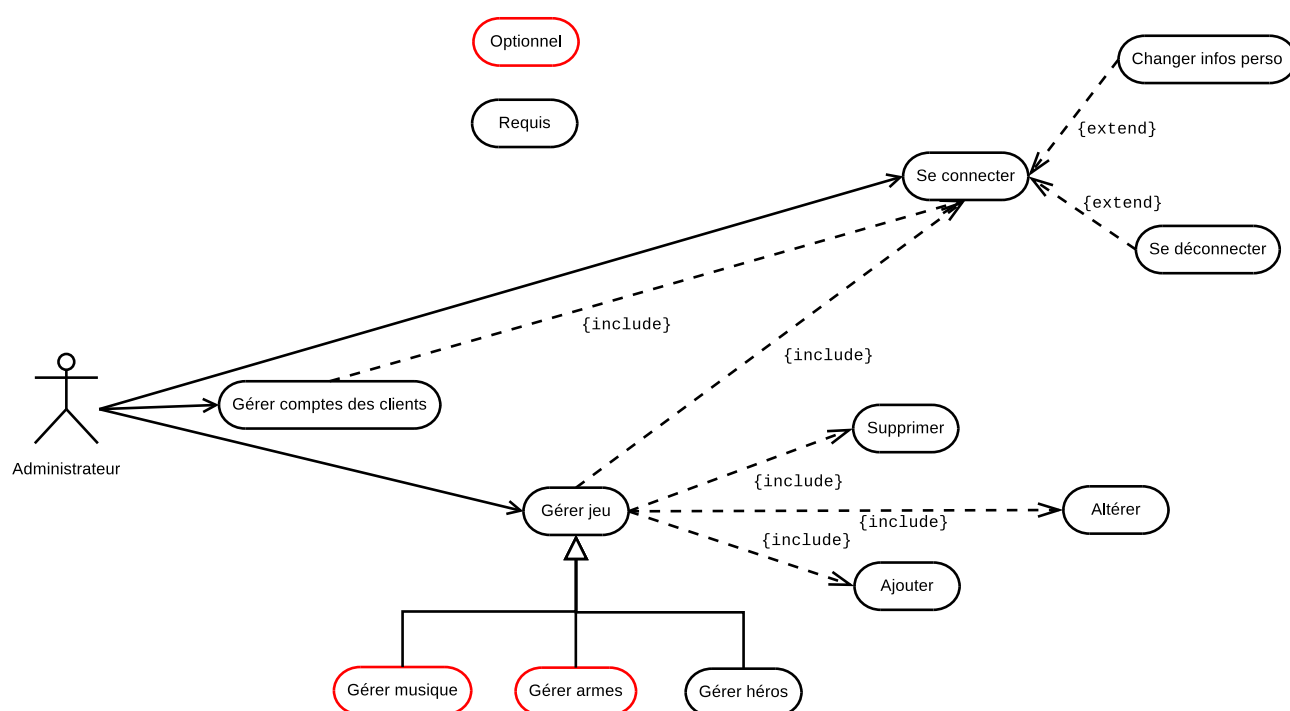 Optionnel
Changer infos perso
Requis
{extend}
Se connecter
{extend}
Se déconnecter
{include}
{include}
Gérer comptes des clients
Supprimer
Administrateur
{include}
Gérer jeu
Altérer
{include}
{include}
Ajouter
Gérer musique
Gérer armes
Gérer héros